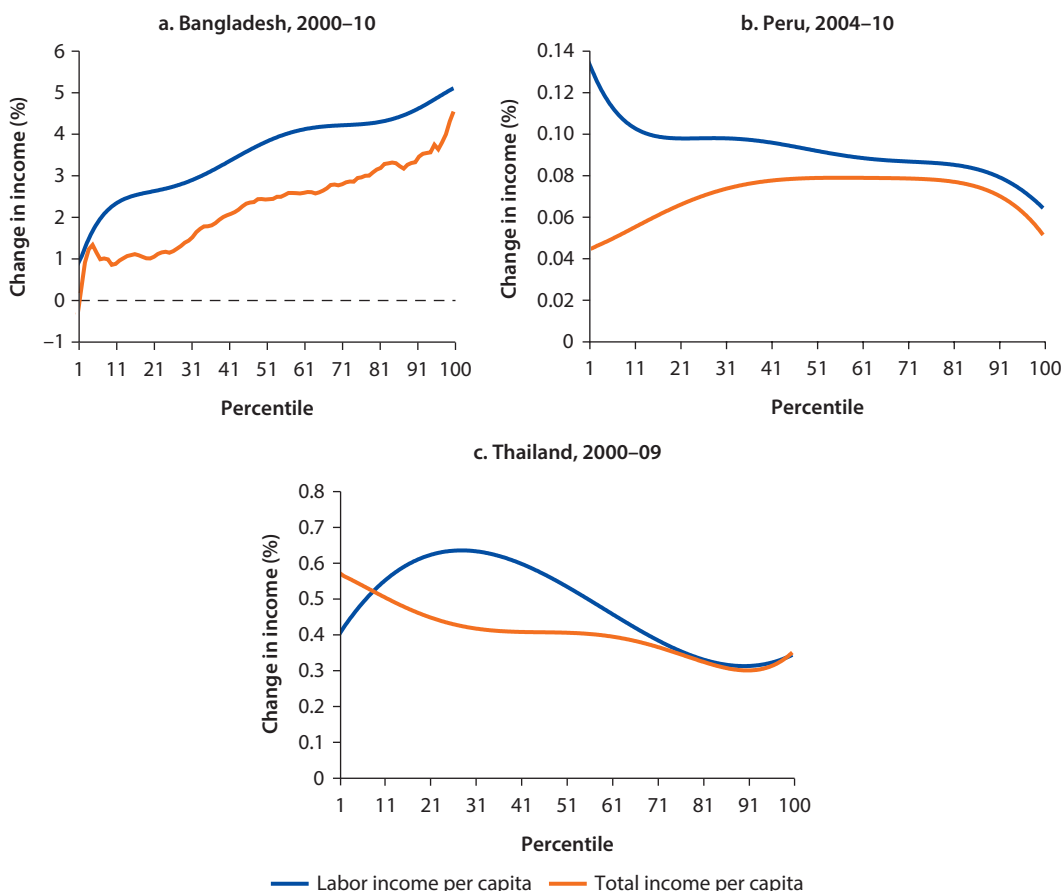 a. Bangladesh, 2000–10
Change in income (%)
6
5
4
3
2
1
0
–1
1 11 21 31 41 51 61 71 81 91 100
Percentile
b. Peru, 2004–10
Change in income (%)
0.14
0.12
0.10
0.08
0.06
0.04
0.02
0
1 11 21 31 41 51 61 71 81 91 100
Percentile
c. Thailand, 2000–09
Change in income (%)
0.8
0.7
0.6
0.5
0.4
0.3
0.2
0.1
0
1 11 21 31 41 51 61 71 81 91 100
Percentile
Labor income per capita Total income per capita